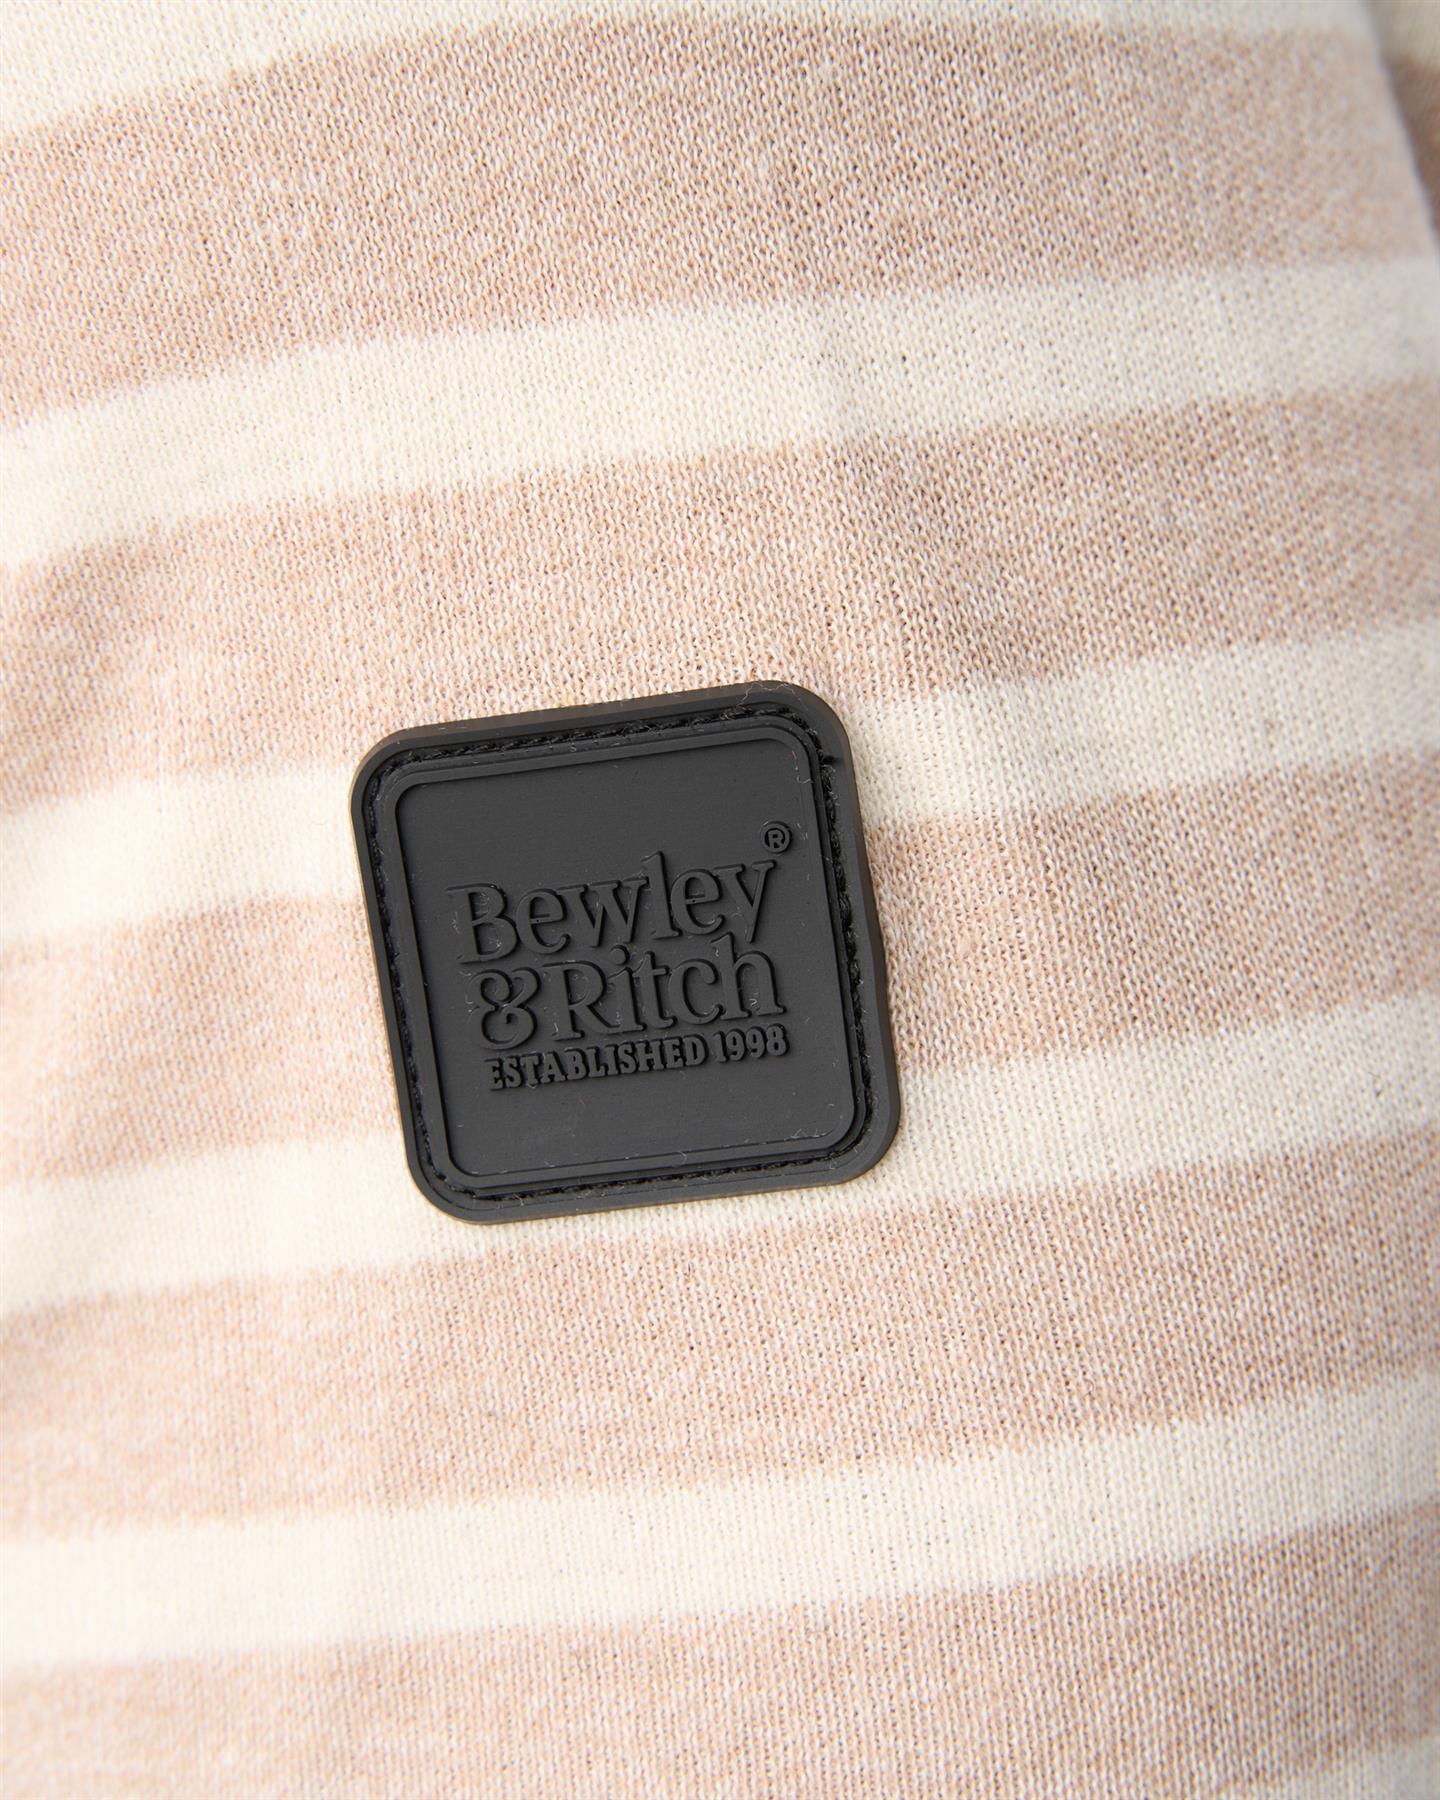 Bewley®
& Ritch
ESTABLISHED 1998